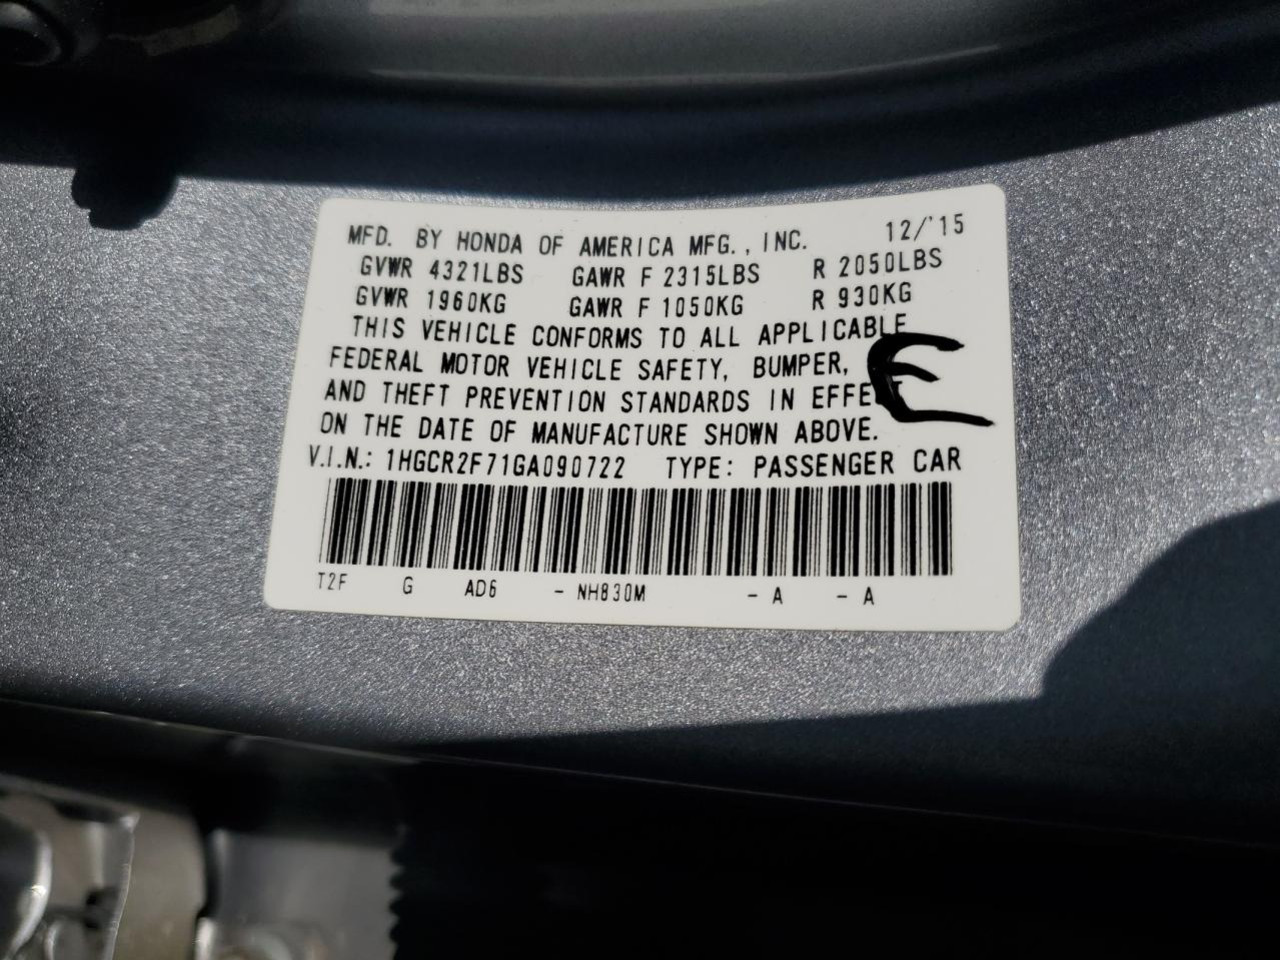 MFD. BY HONDA OF AMERICA MFG., INC. 12/'15
GVWR 4321LBS GAWR F 2315LBS R 2050LBS
GVWR 1960KG GAWR F 1050KG R 930KG
THIS VEHICLE CONFORMS TO ALL APPLICABLE
FEDERAL MOTOR VEHICLE SAFETY, BUMPER,
AND THEFT PREVENTION STANDARDS IN EFFECT
E
ON THE DATE OF MANUFACTURE SHOWN ABOVE.
V.I.N.: 1HGCR2F71GA090722 TYPE: PASSENGER CAR
T2F G AD6 - NH830M - A - A